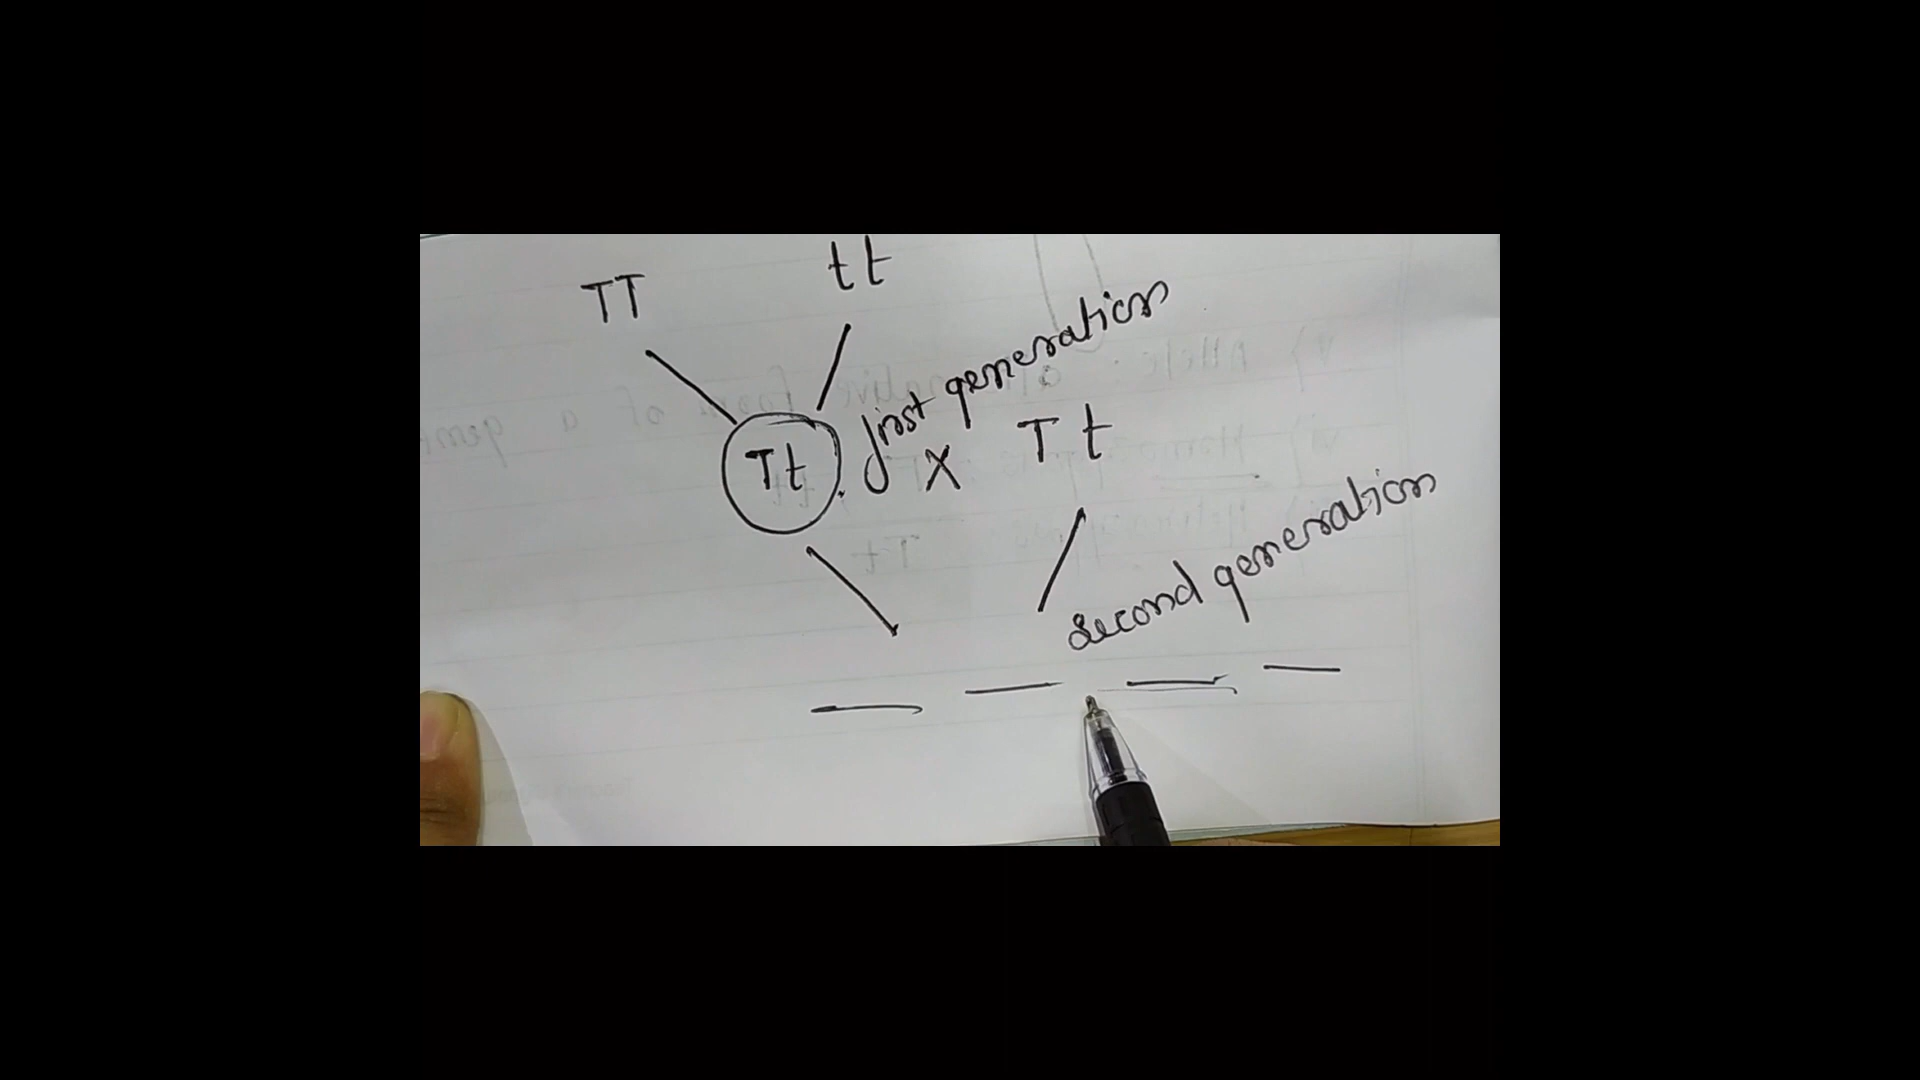 TT tt
Tt first generation
X Tt
second generation